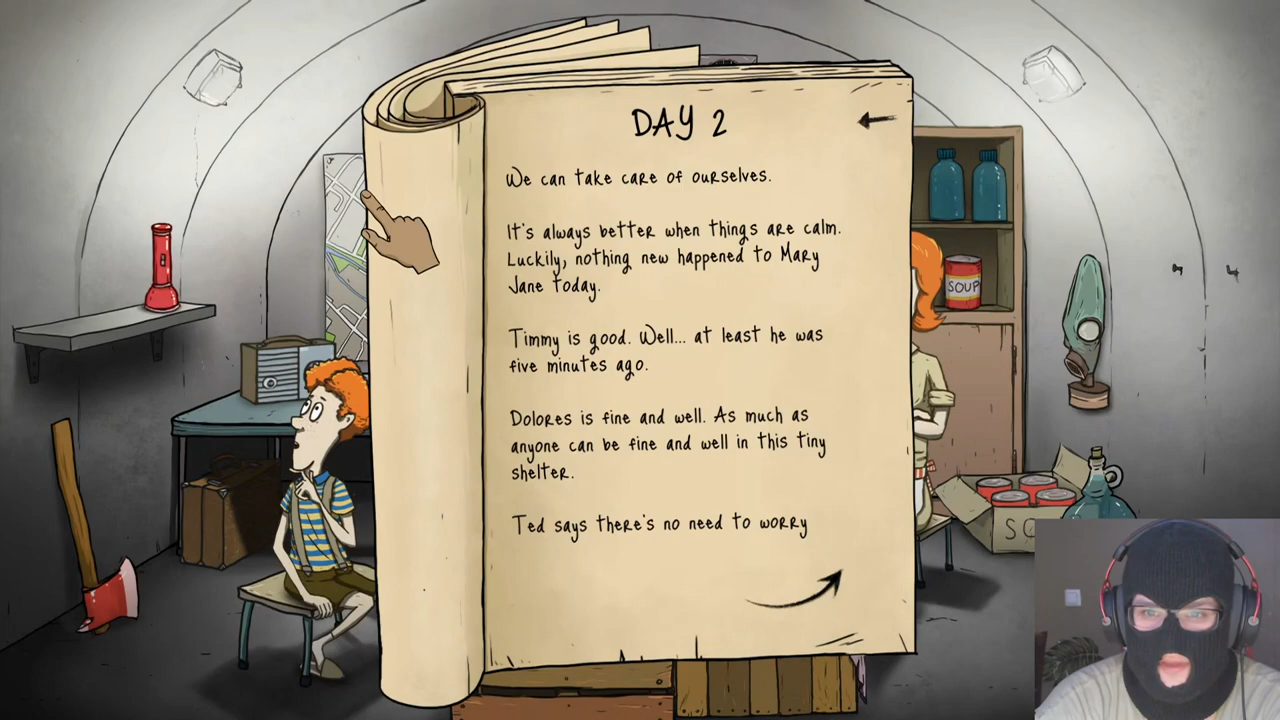 DAY 2
We can take care of ourselves.
It's always better when things are calm.
Luckily, nothing new happened to Mary
Jane today.
Timmy is good. Well... at least he was
five minutes ago.
Dolores is fine and well. As much as
anyone can be fine and well in this tiny
shelter.
Ted says there's no need to worry
SOUP
SO